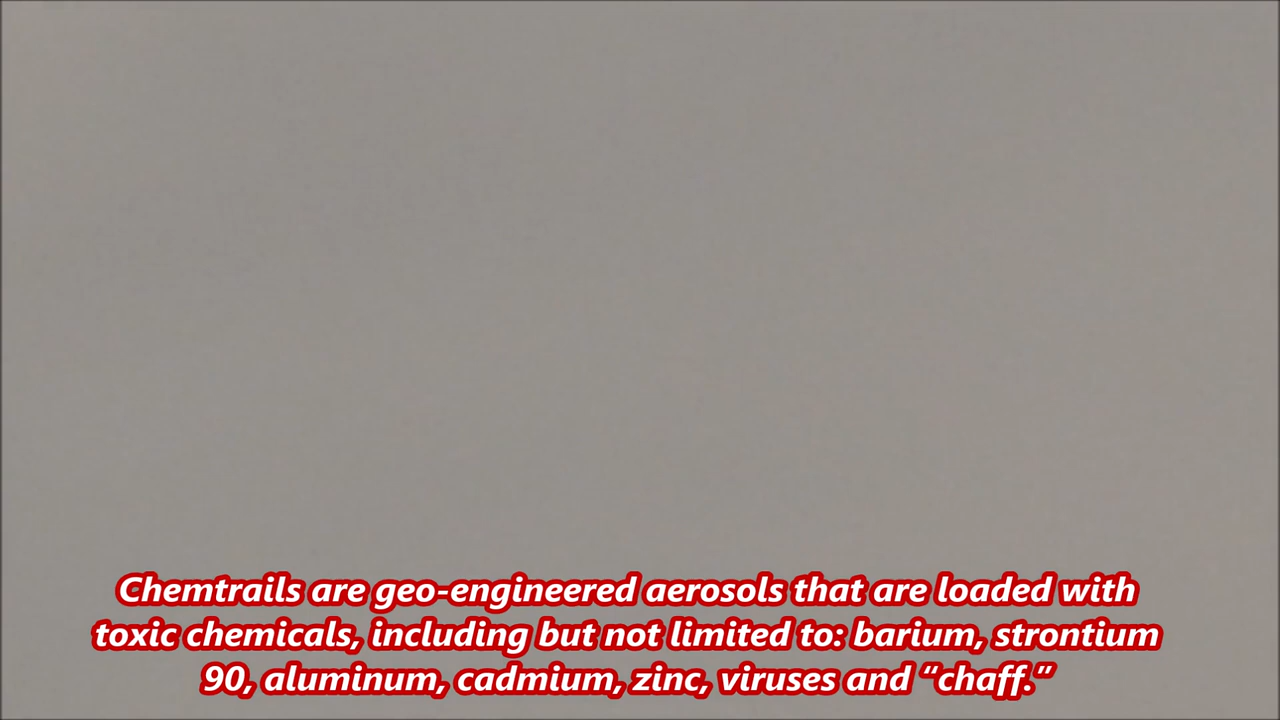 Chemtrails are geo-engineered aerosols that are loaded with
toxic chemicals, including but not limited to: barium, strontium
90, aluminum, cadmium, zinc, viruses and “chaff.”